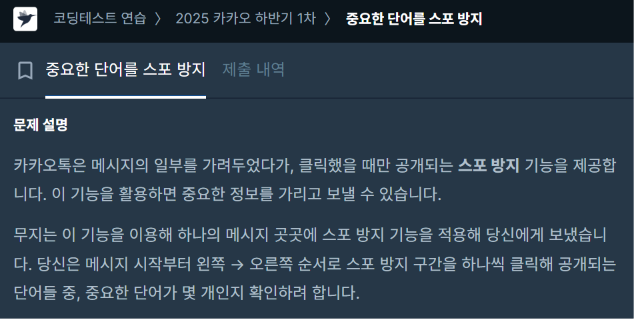 코딩테스트 연습 〉 2025 카카오 하반기 1차 〉 중요한 단어를 스포 방지
중요한 단어를 스포 방지 제출 내역
문제 설명
카카오톡은 메시지의 일부를 가려두었다가, 클릭했을 때만 공개되는 스포 방지 기능을 제공합
니다. 이 기능을 활용하면 중요한 정보를 가리고 보낼 수 있습니다.
무지는 이 기능을 이용해 하나의 메시지 곳곳에 스포 방지 기능을 적용해 당신에게 보냈습니
다. 당신은 메시지 시작부터 왼쪽 → 오른쪽 순서로 스포 방지 구간을 하나씩 클릭해 공개되는
단어들 중, 중요한 단어가 몇 개인지 확인하려 합니다.